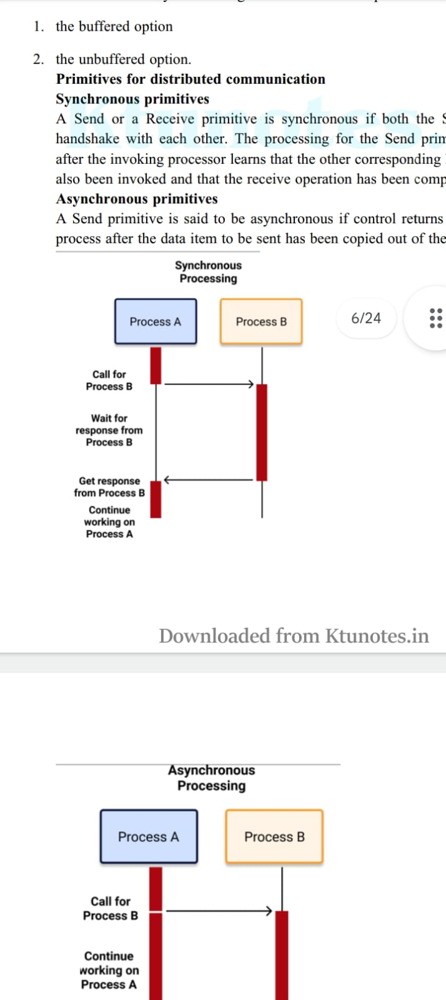 1. the buffered option
2. the unbuffered option.
Primitives for distributed communication
Synchronous primitives
A Send or a Receive primitive is synchronous if both the
handshake with each other. The processing for the Send
after the invoking processor learns that the other corresponding
also been invoked and that the receive operation has been
Asynchronous primitives
A Send primitive is said to be asynchronous if control returns
process after the data item to be sent has been copied out of the
Ktunotes
Synchronous
Processing
Process A
Process B
6/24
Call for
Process B
Wait for
response from
Process B
Get response
from Process B
Continue
working on
Process A
Downloaded from Ktunotes.in
Asynchronous
Processing
Process A
Process B
Call for
Process B
Continue
working on
Process A